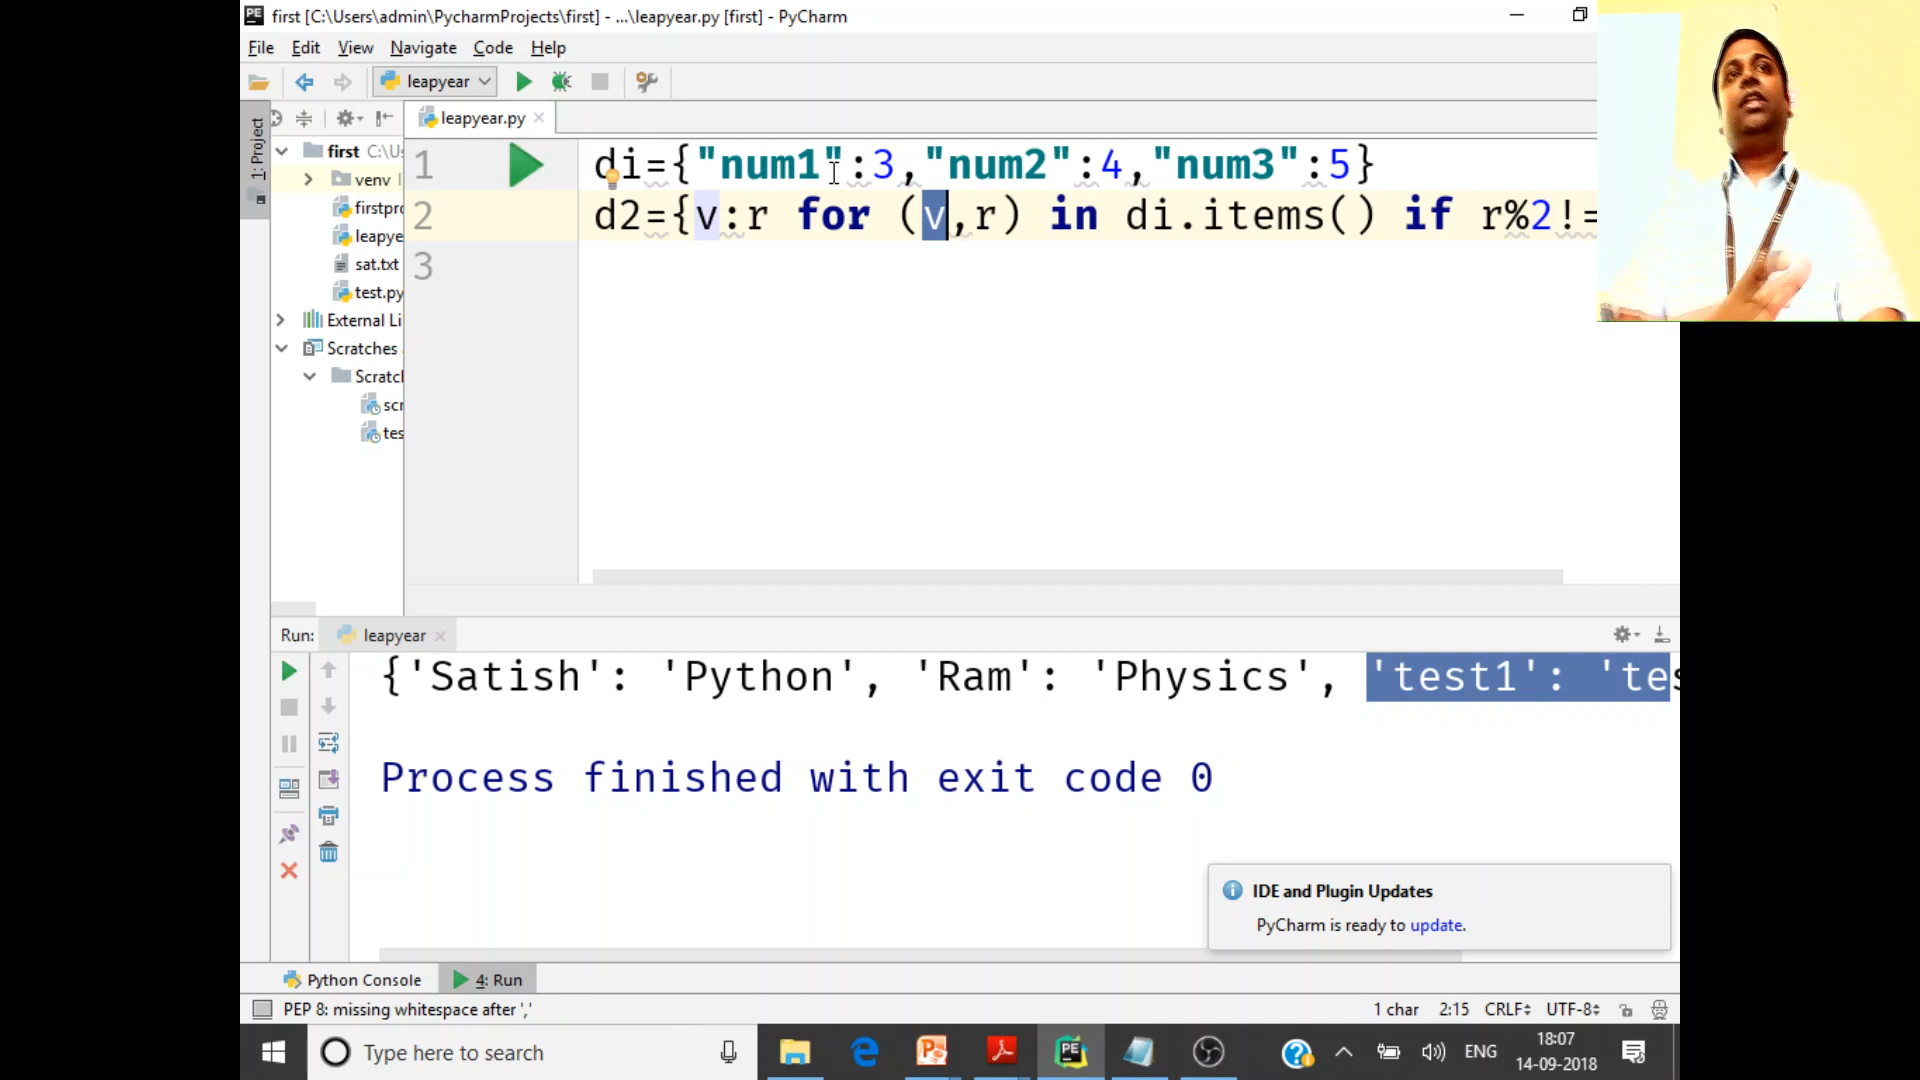 first [C:\Users\admin\PycharmProjects\first] - ...\leapyear.py [first] - PyCharm
File Edit View Navigate Code Help
leapyear
1: Project
leapyear.py
first C:\Us
venv
firstpro
leapye
sat.txt
test.py
External Li
Scratches
Scratcl
scr
tes
1 di={"num1":3,"num2":4,"num3":5}
2 d2={v:r for (v,r) in di.items() if r%2!=
3
Run: leapyear
{'Satish': 'Python', 'Ram': 'Physics', 'test1': 'tes
Process finished with exit code 0
IDE and Plugin Updates
PyCharm is ready to update.
Python Console 4: Run
PEP 8: missing whitespace after ','
1 char 2:15 CRLF UTF-8
Type here to search
ENG
18:07
14-09-2018